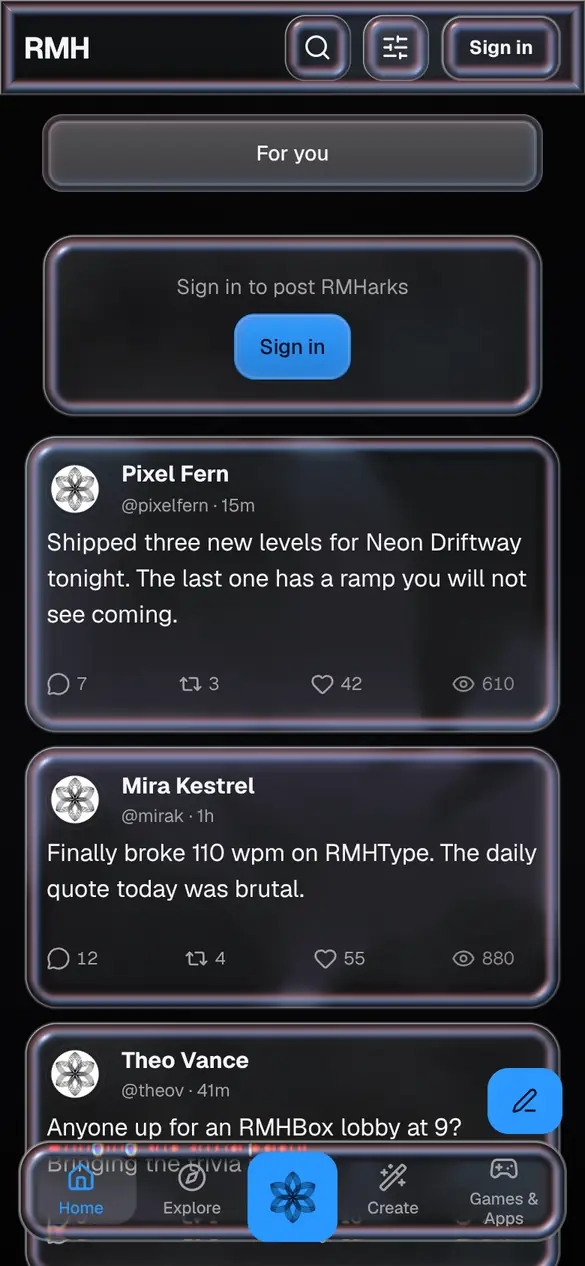 RMH
Sign in
For you
Sign in to post RMHarks
Sign in
Pixel Fern
@pixelfern · 15m
Shipped three new levels for Neon Driftway
tonight. The last one has a ramp you will not
see coming.
7 3 42 610
Mira Kestrel
@mirak · 1h
Finally broke 110 wpm on RMHType. The daily
quote today was brutal.
12 4 55 880
Theo Vance
@theov · 41m
Anyone up for an RMHBox lobby at 9?
Bringing the trivia
Home Explore Create Games &
Apps